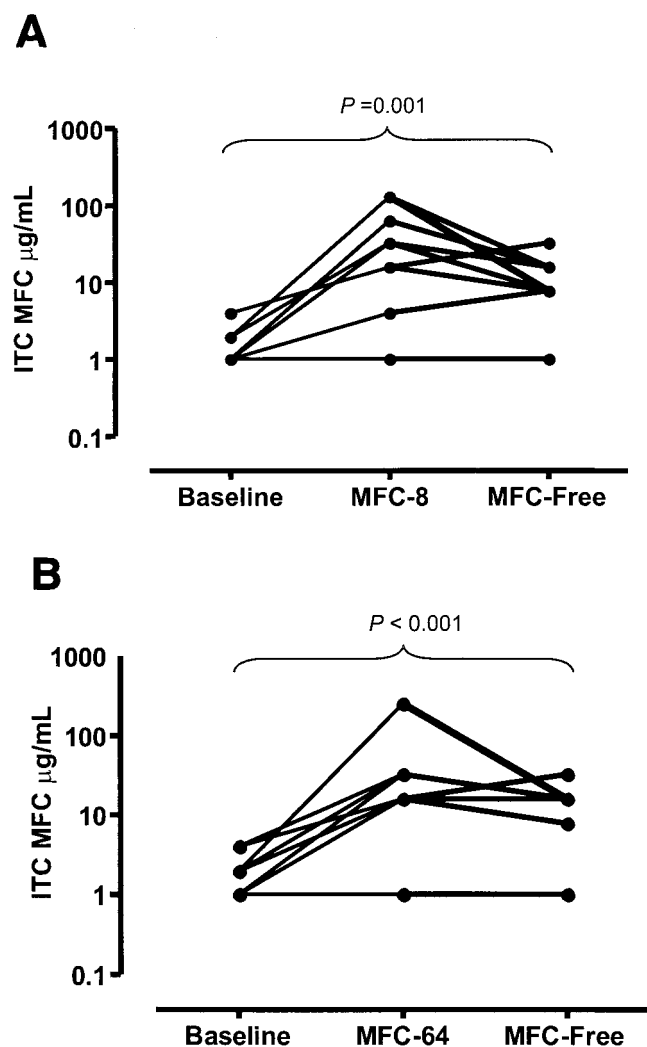 A
P =0.001
ITC MFC µg/mL
1000
100
10
1
0.1
Baseline MFC-8 MFC-Free
B
P < 0.001
ITC MFC µg/mL
1000
100
10
1
0.1
Baseline MFC-64 MFC-Free